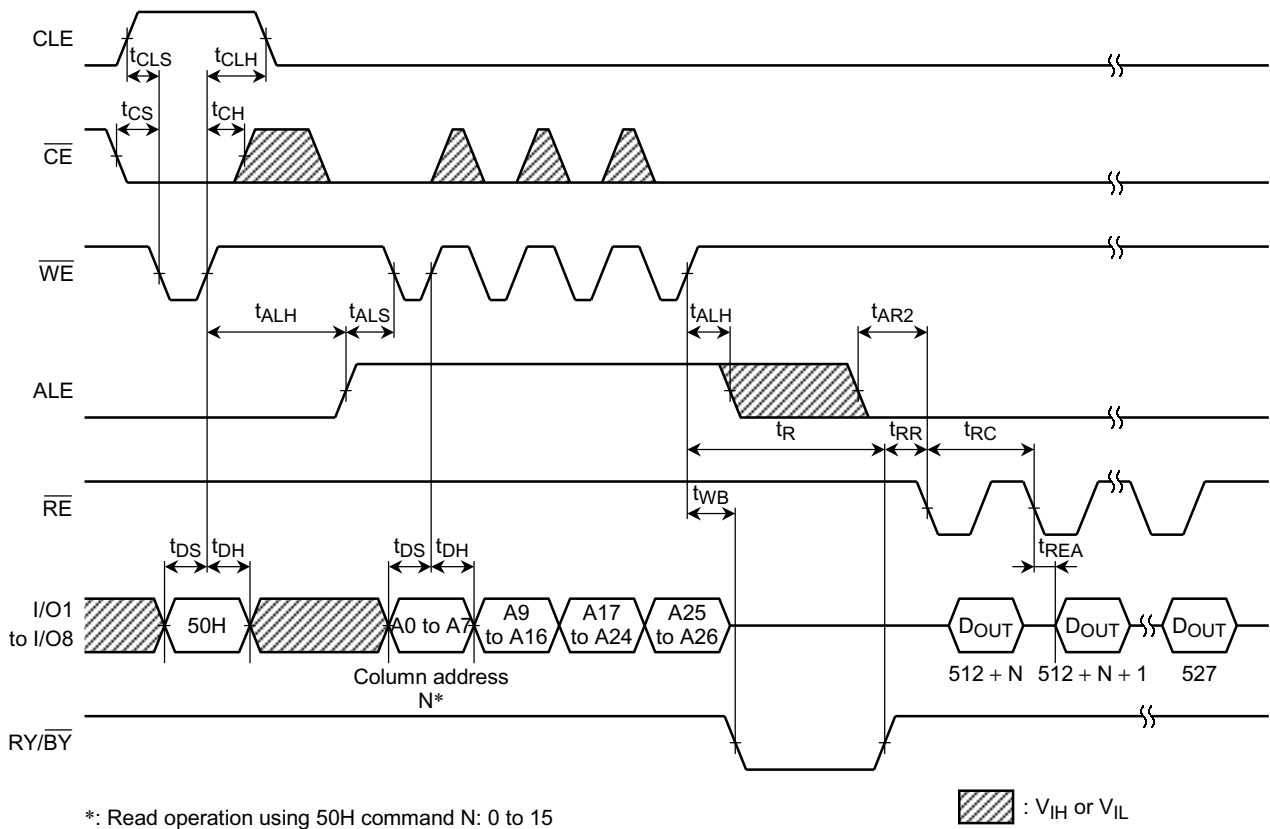 CLE
tCLS
tCLH
tCS
tCH
CE
WE
tALH
tALS
tALH
tAR2
ALE
tR
tRR
tRC
RE
tWB
tDS
tDH
tDS
tDH
tREA
I/O1
to I/O8
50H
A0 to A7
A9
to A16
A17
to A24
A25
to A26
DOUT
DOUT
DOUT
Column address
N*
512 + N
512 + N + 1
527
RY/BY
*: Read operation using 50H command N: 0 to 15
: VIH or VIL